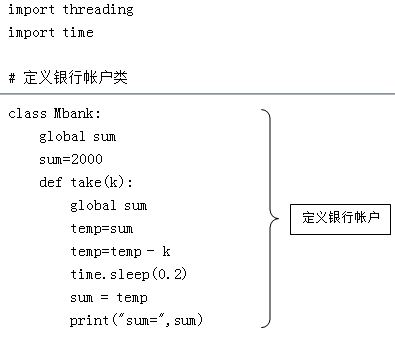 import threading
import time
# 定义银行帐户类
class Mbank:
    global sum
    sum=2000
    def take(k):
        global sum
        temp=sum
        temp=temp - k
        time.sleep(0.2)
        sum = temp
        print("sum=",sum)
定义银行帐户